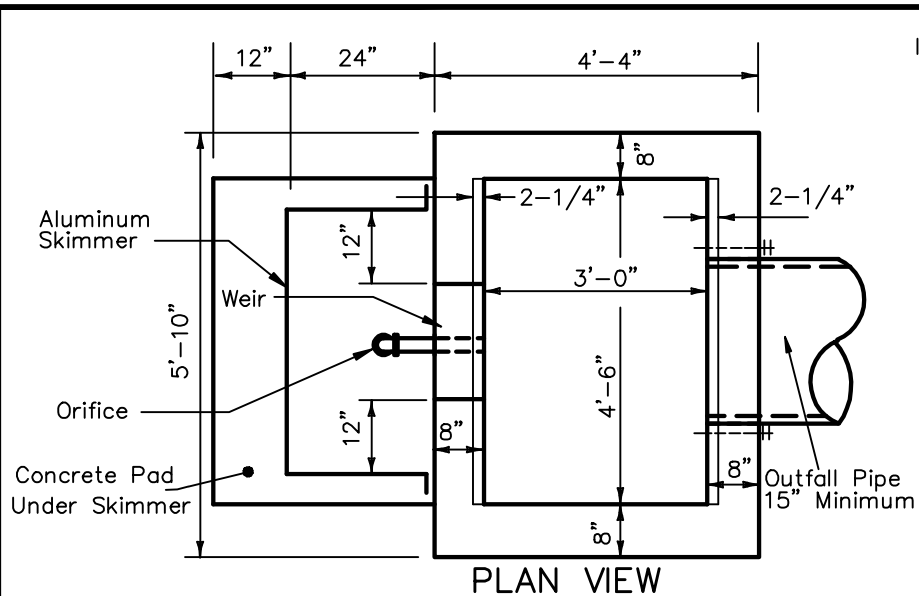 12” 24” 4’-4”
8”
2-1/4” 2-1/4”
Aluminum
Skimmer
12”
3’-0”
Weir
5’-10”
4’-6”
Orifice
12”
8”
8”
Concrete Pad
Under Skimmer
Outfall Pipe
15” Minimum
8”
PLAN VIEW